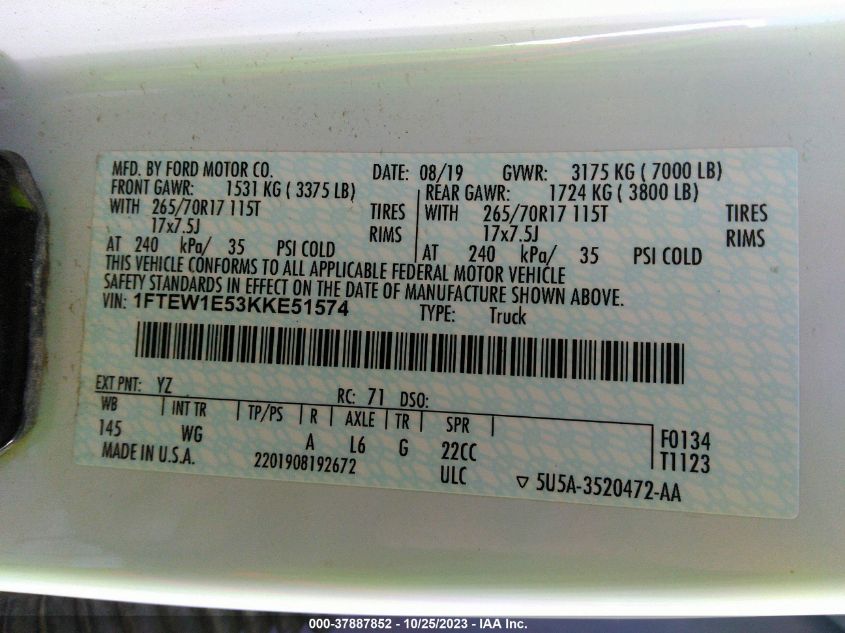 MFD. BY FORD MOTOR CO. DATE: 08/19 GVWR: 3175 KG ( 7000 LB)
FRONT GAWR: 1531 KG ( 3375 LB) REAR GAWR: 1724 KG ( 3800 LB)
WITH 265/70R17 115T TIRES WITH 265/70R17 115T TIRES
17x7.5J RIMS 17x7.5J RIMS
AT 240 kPa/ 35 PSI COLD AT 240 kPa/ 35 PSI COLD
THIS VEHICLE CONFORMS TO ALL APPLICABLE FEDERAL MOTOR VEHICLE
SAFETY STANDARDS IN EFFECT ON THE DATE OF MANUFACTURE SHOWN ABOVE.
VIN: 1FTEW1E53KKE51574 TYPE: Truck
EXT PNT: YZ RC: 71 DSO:
WB INT TR TP/PS R AXLE TR SPR
145 WG A L6 G 22CC F0134
MADE IN U.S.A. 2201908192672 ULC T1123
▽ 5U5A-3520472-AA
000-37887852 - 10/25/2023 - IAA Inc.